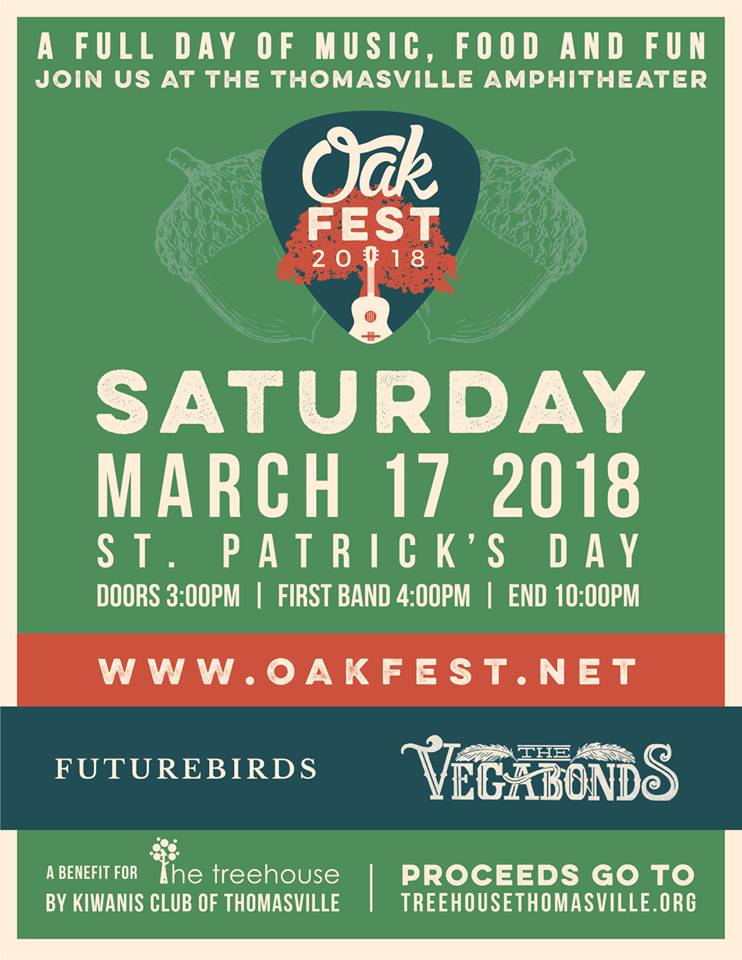 A FULL DAY OF MUSIC, FOOD AND FUN
JOIN US AT THE THOMASVILLE AMPHITHEATER
Oak
FEST
2018
SATURDAY
MARCH 17 2018
ST. PATRICK'S DAY
DOORS 3:00PM | FIRST BAND 4:00PM | END 10:00PM
WWW.OAKFEST.NET
FUTUREBIRDS
THE
VEGABONDS
A BENEFIT FOR The treehouse
BY KIWANIS CLUB OF THOMASVILLE
PROCEEDS GO TO
TREEHOUSETHOMASVILLE.ORG